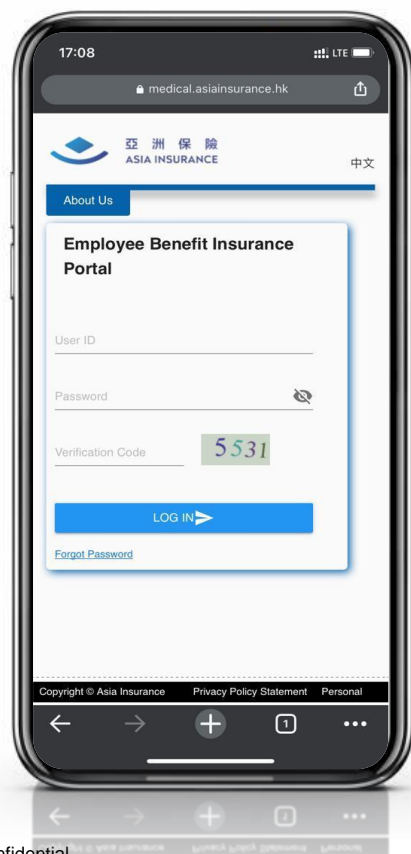 17:08
LTE
medical.asiainsurance.hk
亞洲保險
ASIA INSURANCE
中文
About Us
Employee Benefit Insurance
Portal
User ID
Password
Verification Code
5531
LOG IN
Forgot Password
Copyright © Asia Insurance Privacy Policy Statement Personal
1
nfidential